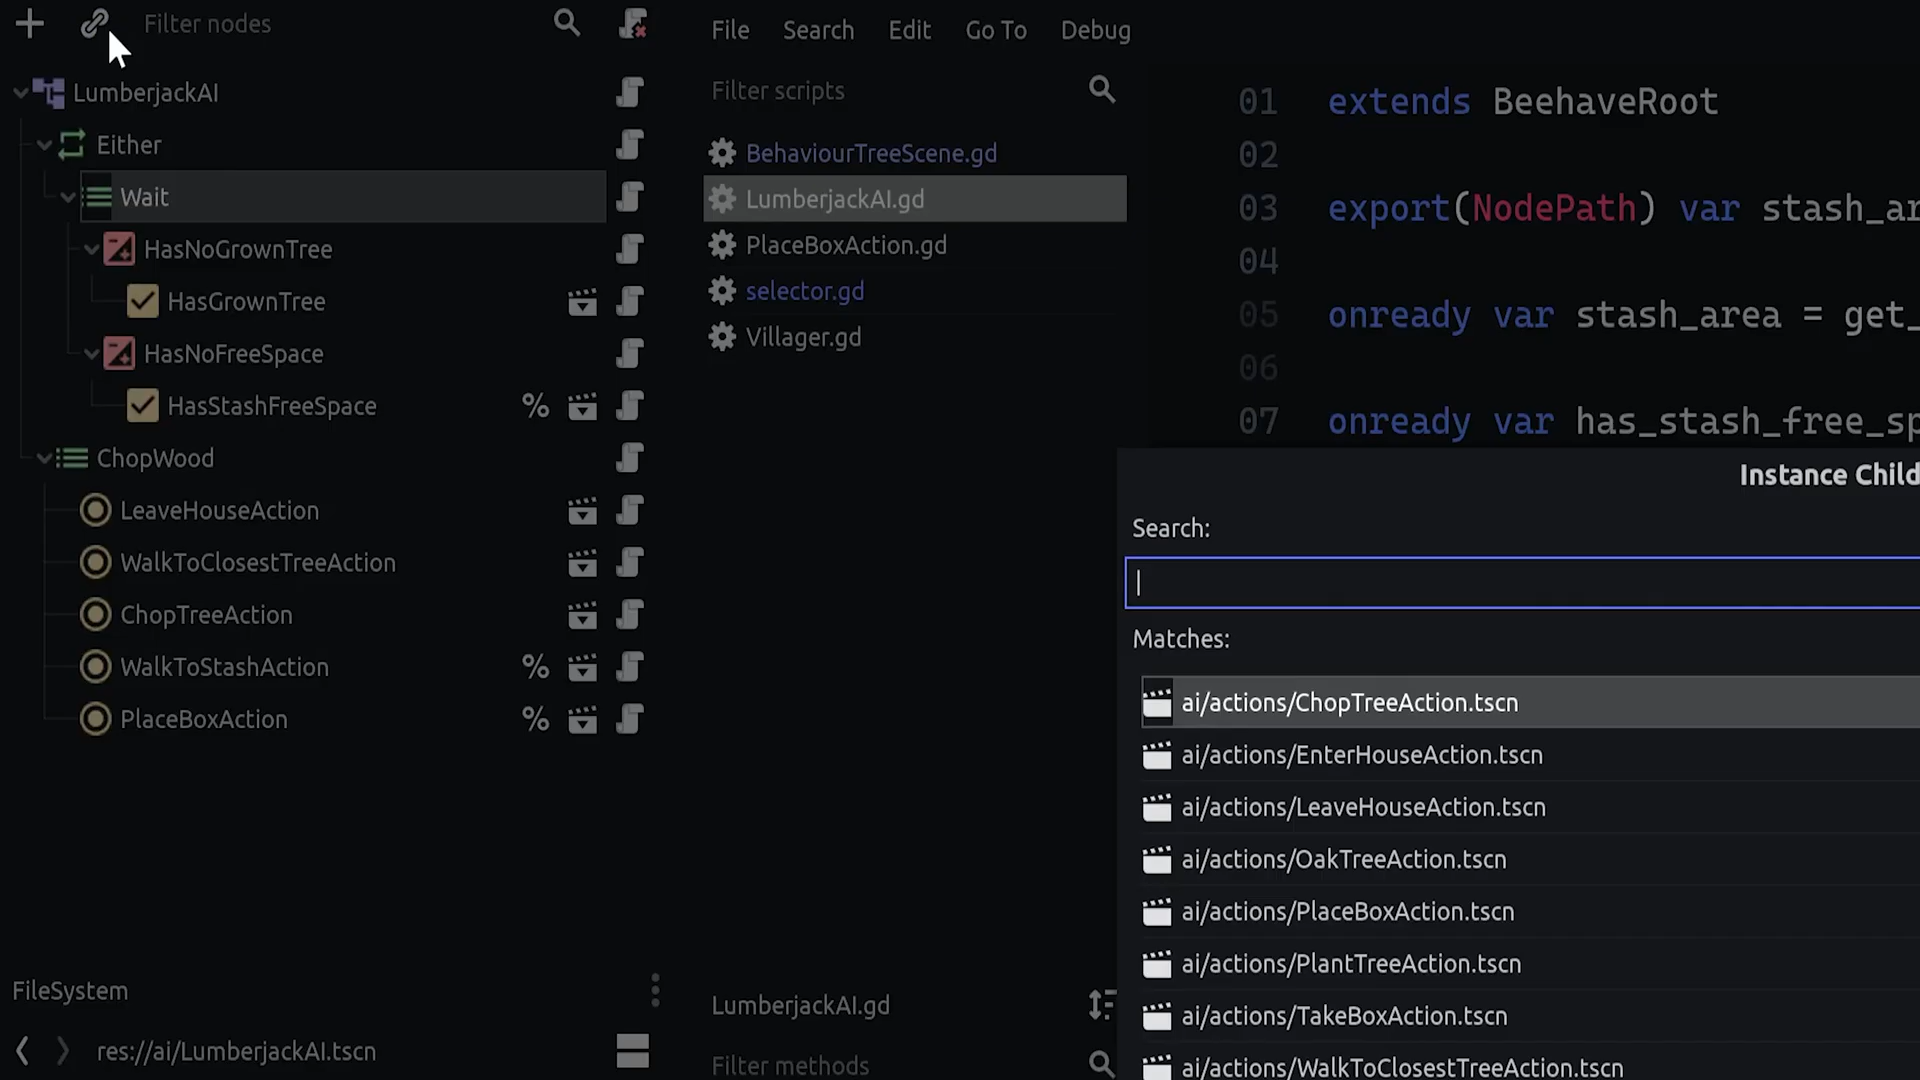 Filter nodes
LumberjackAI
Either
Wait
HasNoGrownTree
HasGrownTree
HasNoFreeSpace
HasStashFreeSpace %
ChopWood
LeaveHouseAction
WalkToClosestTreeAction
ChopTreeAction
WalkToStashAction %
PlaceBoxAction %
FileSystem
res://ai/LumberjackAI.tscn
File Search Edit Go To Debug
Filter scripts
BehaviourTreeScene.gd
LumberjackAI.gd
PlaceBoxAction.gd
selector.gd
Villager.gd
LumberjackAI.gd
Filter methods
01 extends BeehaveRoot
02
03 export(NodePath) var stash_ar
04
05 onready var stash_area = get_
06
07 onready var has_stash_free_sp
Instance Child
Search:
Matches:
ai/actions/ChopTreeAction.tscn
ai/actions/EnterHouseAction.tscn
ai/actions/LeaveHouseAction.tscn
ai/actions/OakTreeAction.tscn
ai/actions/PlaceBoxAction.tscn
ai/actions/PlantTreeAction.tscn
ai/actions/TakeBoxAction.tscn
ai/actions/WalkToClosestTreeAction.tscn